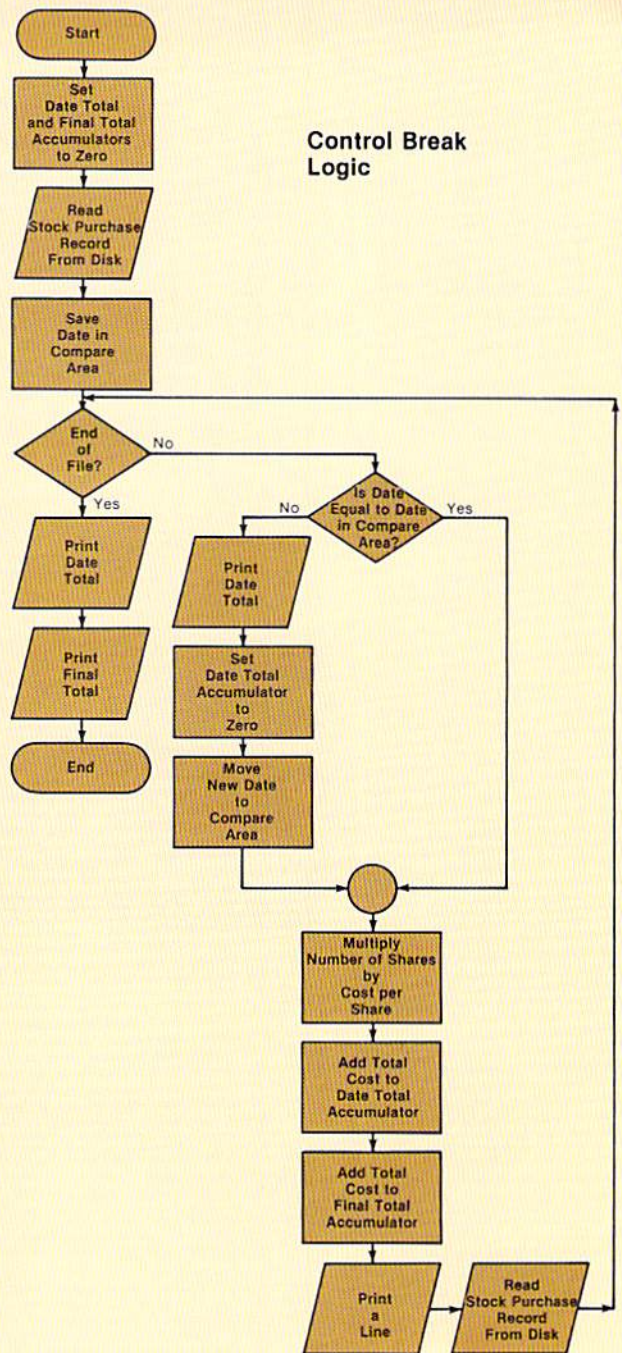 Start
Set
Date Total
and Final Total
Accumulators
to Zero
Control Break
Logic
Read
Stock Purchase
Record
From Disk
Save
Date in
Compare
Area
End
of
File?
No
Yes
Is Date
Equal to Date
in Compare
Area?
No
Yes
Print
Date
Total
Print
Final
Total
End
Print
Date
Total
Set
Date Total
Accumulator
to
Zero
Move
New Date
to
Compare
Area
Multiply
Number of Shares
by
Cost per
Share
Add Total
Cost to
Date Total
Accumulator
Add Total
Cost to
Final Total
Accumulator
Print
a
Line
Read
Stock Purchase
Record
From Disk